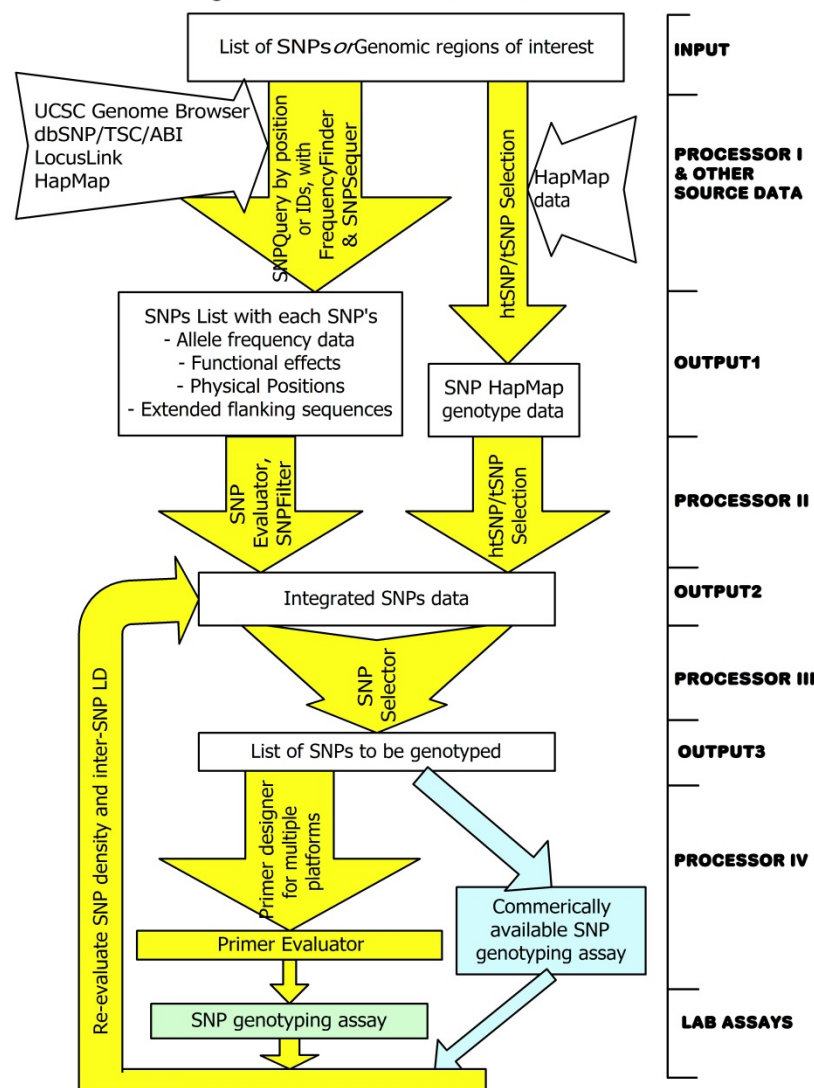 List of SNPs or Genomic regions of interest
INPUT
UCSC Genome Browser
dbSNP/TSC/ABI
LocusLink
HapMap
SNPQuery by position
or IDs, with
FrequencyFinder
& SNPSequer
htSNP/tSNP Selection
HapMap
data
PROCESSOR I
& OTHER
SOURCE DATA
SNPs List with each SNP's
- Allele frequency data
- Functional effects
- Physical Positions
- Extended flanking sequences
SNP HapMap
genotype data
OUTPUT1
SNP
Evaluator,
SNPFilter
htSNP/tSNP
Selection
PROCESSOR II
Integrated SNPs data
OUTPUT2
SNP
Selector
PROCESSOR III
List of SNPs to be genotyped
OUTPUT3
Re-evaluate SNP density and inter-SNP LD
Primer designer
for multiple
platforms
PROCESSOR IV
Commerically
available SNP
genotyping assay
Primer Evaluator
SNP genotyping assay
LAB ASSAYS